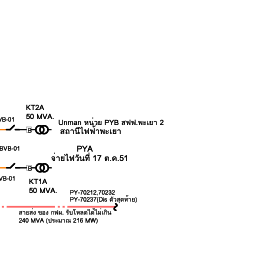 KT2A
50 MVA.
VB-01
Unman หน่วย PYB สฟฟ.พะเยา 2
สถานีไฟฟ้าพะเยา
PYA
BVB-01
จ่ายไฟวันที่ 17 ต.ค.51
VB-01
KT1A
50 MVA.
PY-70212,70232
PY-70237(Dis ตัวสุดท้าย)
สายส่ง ของ กฟผ. รับโหลดได้ไม่เกิน
240 MVA (ประมาณ 216 MW)